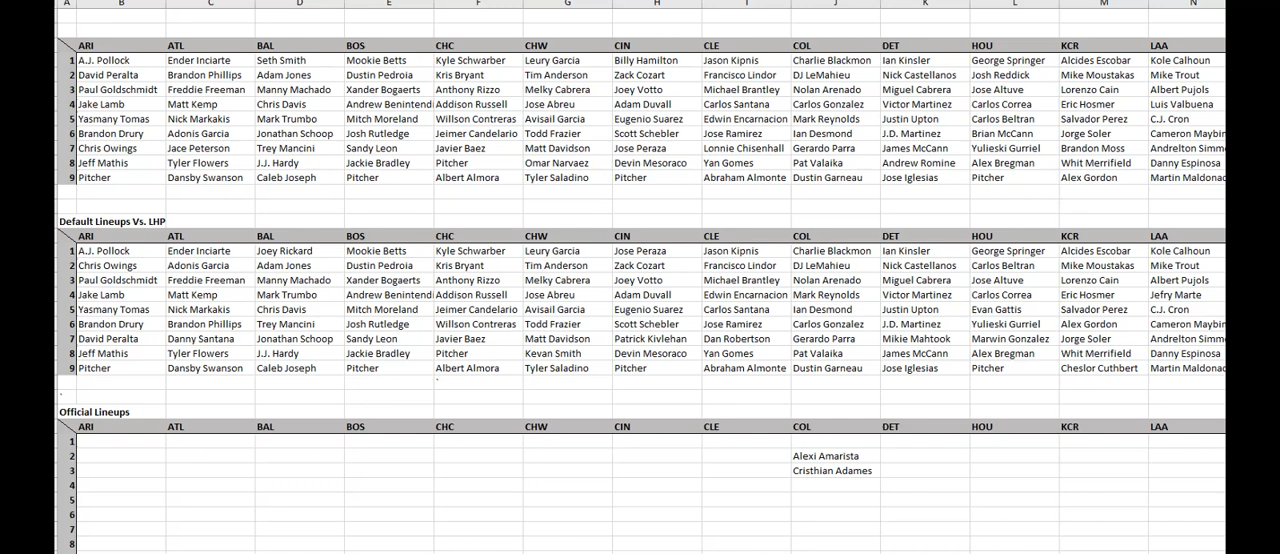 A B C D E F G H I J K L M N
ARI ATL BAL BOS CHC CHW CIN CLE COL DET HOU KCR LAA
1 A.J. Pollock Ender Inciarte Seth Smith Mookie Betts Kyle Schwarber Leury Garcia Billy Hamilton Jason Kipnis Charlie Blackmon Ian Kinsler George Springer Alcides Escobar Kole Calhoun
2 David Peralta Brandon Phillips Adam Jones Dustin Pedroia Kris Bryant Tim Anderson Zack Cozart Francisco Lindor DJ LeMahieu Nick Castellanos Josh Reddick Mike Moustakas Mike Trout
3 Paul Goldschmidt Freddie Freeman Manny Machado Xander Bogaerts Anthony Rizzo Melky Cabrera Joey Votto Michael Brantley Nolan Arenado Miguel Cabrera Jose Altuve Lorenzo Cain Albert Pujols
4 Jake Lamb Matt Kemp Chris Davis Andrew Benintendi Addison Russell Jose Abreu Adam Duvall Carlos Santana Carlos Gonzalez Victor Martinez Carlos Correa Eric Hosmer Luis Valbuena
5 Yasmany Tomas Nick Markakis Mark Trumbo Mitch Moreland Willson Contreras Avisail Garcia Eugenio Suarez Edwin Encarnacion Mark Reynolds Justin Upton Carlos Beltran Salvador Perez C.J. Cron
6 Brandon Drury Adonis Garcia Jonathan Schoop Josh Rutledge Jeimer Candelario Todd Frazier Scott Schebler Jose Ramirez Ian Desmond J.D. Martinez Brian McCann Jorge Soler Cameron Maybin
7 Chris Owings Jace Peterson Trey Mancini Sandy Leon Javier Baez Matt Davidson Jose Peraza Lonnie Chisenhall Gerardo Parra James McCann Yulieski Gurriel Brandon Moss Andrelton Simm
8 Jeff Mathis Tyler Flowers J.J. Hardy Jackie Bradley Pitcher Omar Narvaez Devin Mesoraco Yan Gomes Pat Valaika Andrew Romine Alex Bregman Whit Merrifield Danny Espinosa
9 Pitcher Dansby Swanson Caleb Joseph Pitcher Albert Almora Tyler Saladino Pitcher Abraham Almonte Dustin Garneau Jose Iglesias Pitcher Alex Gordon Martin Maldonad
Default Lineups Vs. LHP
ARI ATL BAL BOS CHC CHW CIN CLE COL DET HOU KCR LAA
1 A.J. Pollock Ender Inciarte Joey Rickard Mookie Betts Kyle Schwarber Leury Garcia Jose Peraza Jason Kipnis Charlie Blackmon Ian Kinsler George Springer Alcides Escobar Kole Calhoun
2 Chris Owings Adonis Garcia Adam Jones Dustin Pedroia Kris Bryant Tim Anderson Zack Cozart Francisco Lindor DJ LeMahieu Nick Castellanos Carlos Beltran Mike Moustakas Mike Trout
3 Paul Goldschmidt Freddie Freeman Manny Machado Xander Bogaerts Anthony Rizzo Melky Cabrera Joey Votto Michael Brantley Nolan Arenado Miguel Cabrera Jose Altuve Lorenzo Cain Albert Pujols
4 Jake Lamb Matt Kemp Mark Trumbo Andrew Benintendi Addison Russell Jose Abreu Adam Duvall Edwin Encarnacion Mark Reynolds Victor Martinez Carlos Correa Eric Hosmer Jefry Marte
5 Yasmany Tomas Nick Markakis Chris Davis Mitch Moreland Jeimer Candelario Avisail Garcia Eugenio Suarez Carlos Santana Ian Desmond Justin Upton Evan Gattis Salvador Perez C.J. Cron
6 Brandon Drury Brandon Phillips Trey Mancini Josh Rutledge Willson Contreras Todd Frazier Scott Schebler Jose Ramirez Carlos Gonzalez J.D. Martinez Yulieski Gurriel Alex Gordon Cameron Maybin
7 David Peralta Danny Santana Jonathan Schoop Sandy Leon Javier Baez Matt Davidson Patrick Kivlehan Dan Robertson Gerardo Parra Mikie Mahtook Marwin Gonzalez Jorge Soler Andrelton Simm
8 Jeff Mathis Tyler Flowers J.J. Hardy Jackie Bradley Pitcher Kevan Smith Devin Mesoraco Yan Gomes Pat Valaika James McCann Alex Bregman Whit Merrifield Danny Espinosa
9 Pitcher Dansby Swanson Caleb Joseph Pitcher Albert Almora Tyler Saladino Pitcher Abraham Almonte Dustin Garneau Jose Iglesias Pitcher Cheslor Cuthbert Martin Maldonad
Official Lineups
ARI ATL BAL BOS CHC CHW CIN CLE COL DET HOU KCR LAA
1
2 Alexi Amarista
3 Cristhian Adames
4
5
6
7
8